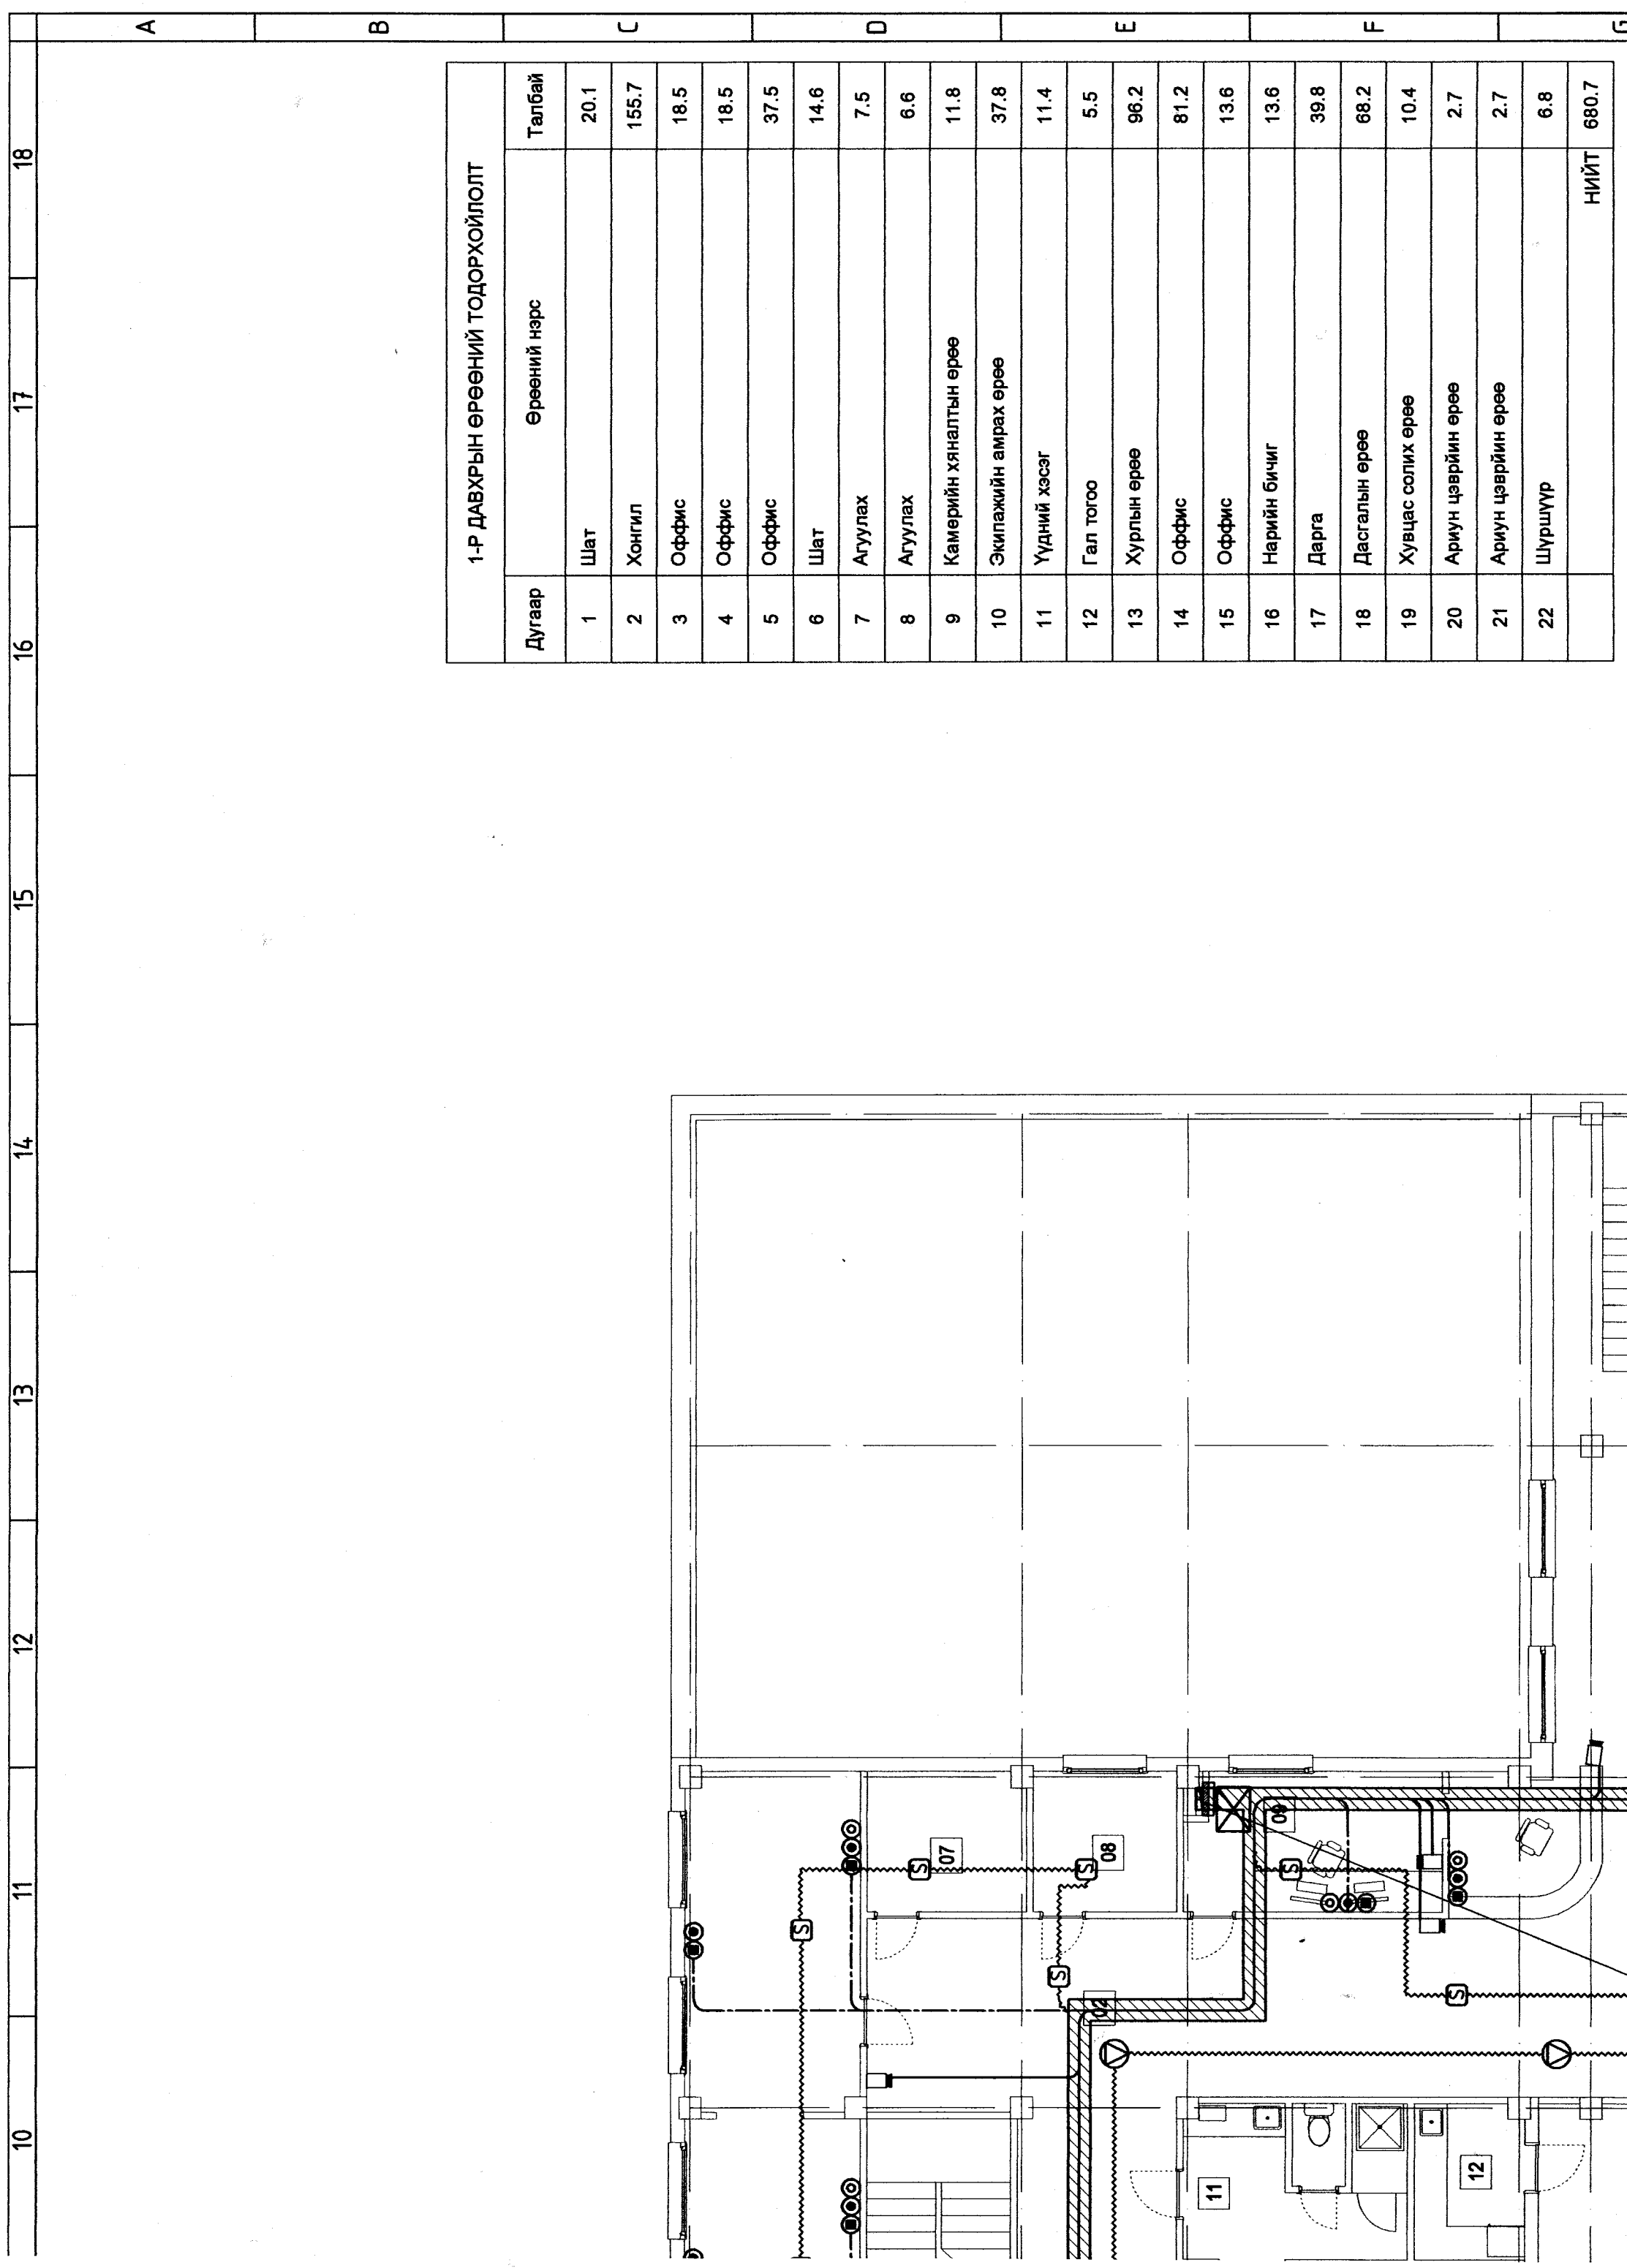 10 11 12 13 14 15 16 17 18
A
B
C
D
E
F
G
1-Р ДАВХРЫН ӨРӨӨНИЙ ТОДОРХОЙЛОЛТ
Дугаар Өрөөний нэрс Талбай
1 Шат 20.1
2 Хонгил 155.7
3 Оффис 18.5
4 Оффис 18.5
5 Оффис 37.5
6 Шат 14.6
7 Агуулах 7.5
8 Агуулах 6.6
9 Камерийн хяналтын өрөө 11.8
10 Экипажийн амрах өрөө 37.8
11 Үүдний хэсэг 11.4
12 Гал тогоо 5.5
13 Хурлын өрөө 96.2
14 Оффис 81.2
15 Оффис 13.6
16 Нарийн бичиг 13.6
17 Дарга 39.8
18 Дасгалын өрөө 68.2
19 Хувцас солих өрөө 10.4
20 Ариун цэврйин өрөө 2.7
21 Ариун цэврйин өрөө 2.7
22 Шүршүүр 6.8
НИЙТ 680.7
S
S
07
S
08
S
02
09
S
S
11
12